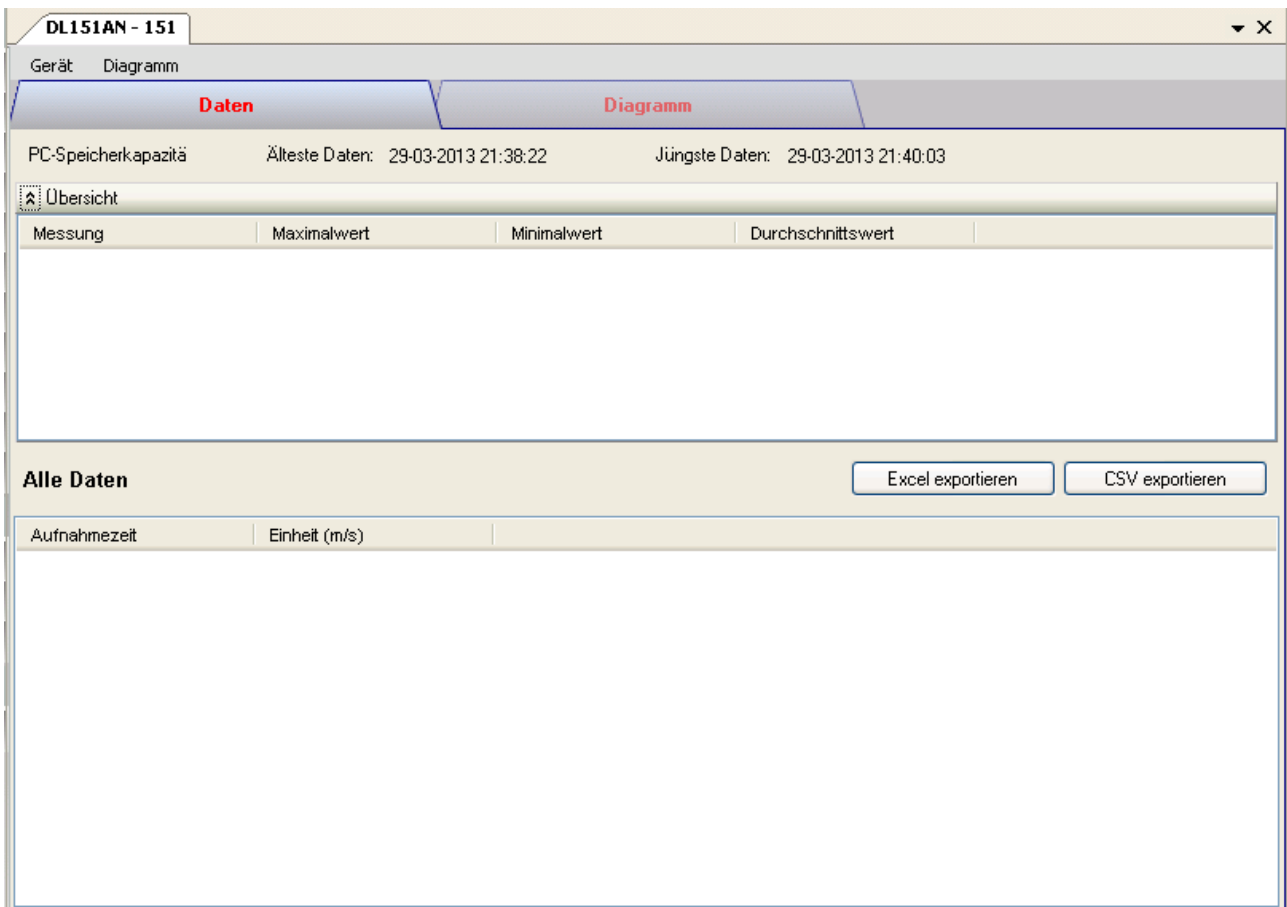 DL151AN - 151
Gerät Diagramm
Daten Diagramm
PC-Speicherkapazitä Älteste Daten: 29-03-2013 21:38:22 Jüngste Daten: 29-03-2013 21:40:03
Übersicht
Messung Maximalwert Minimalwert Durchschnittswert
Alle Daten Excel exportieren CSV exportieren
Aufnahmezeit Einheit (m/s)